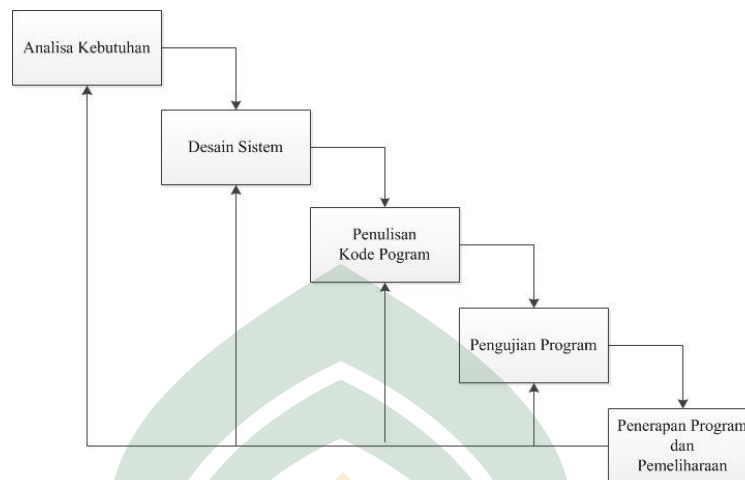 Analisa Kebutuhan
Desain Sistem
Penulisan
Kode Pogram
Pengujian Program
Penerapan Program
dan
Pemeliharaan